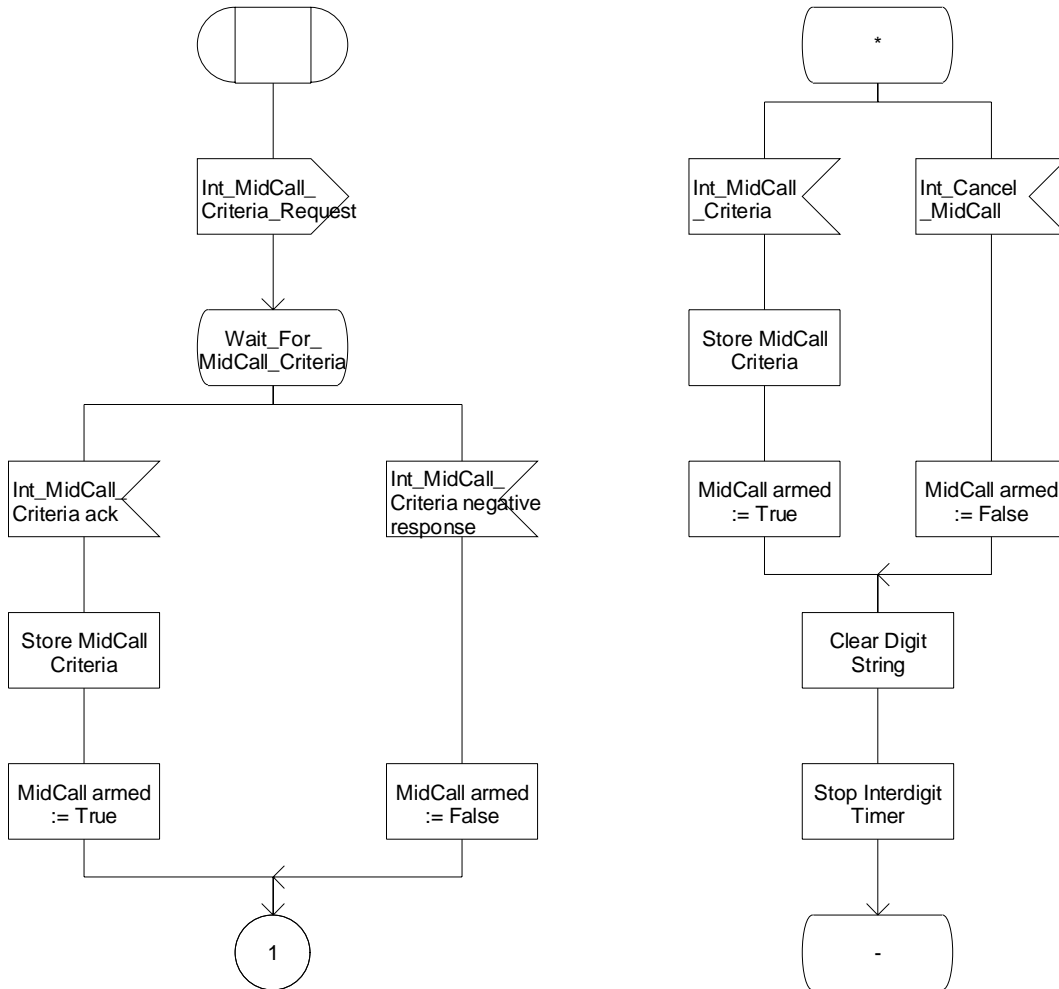 Int_MidCall_
Criteria_Request
Wait_For_
MidCall_Criteria
Int_MidCall_
Criteria ack
Int_MidCall_
Criteria negative
response
Store MidCall
Criteria
MidCall armed
:= True
MidCall armed
:= False
1
*
Int_MidCall
_Criteria
Int_Cancel
_MidCall
Store MidCall
Criteria
MidCall armed
:= True
MidCall armed
:= False
Clear Digit
String
Stop Interdigit
Timer
-